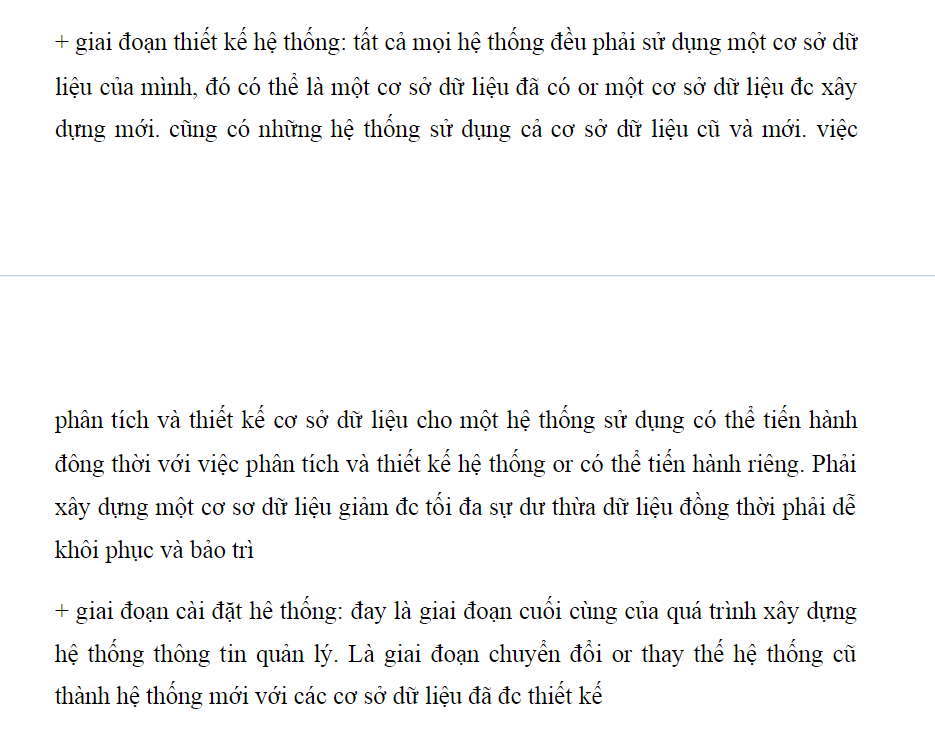 + giai đoạn thiết kế hệ thống: tất cả mọi hệ thống đều phải sử dụng một cơ sở dữ
liệu của mình, đó có thể là một cơ sở dữ liệu đã có or một cơ sở dữ liệu đc xây
dựng mới. cũng có những hệ thống sử dụng cả cơ sở dữ liệu cũ và mới. việc
phân tích và thiết kế cơ sở dữ liệu cho một hệ thống sử dụng có thể tiến hành
đông thời với việc phân tích và thiết kế hệ thống or có thể tiến hành riêng. Phải
xây dựng một cơ sơ dữ liệu giảm đc tối đa sự dư thừa dữ liệu đồng thời phải dễ
khôi phục và bảo trì
+ giai đoạn cài đặt hê thống: đay là giai đoạn cuối cùng của quá trình xây dựng
hệ thống thông tin quản lý. Là giai đoạn chuyển đổi or thay thế hệ thống cũ
thành hệ thống mới với các cơ sở dữ liệu đã đc thiết kế